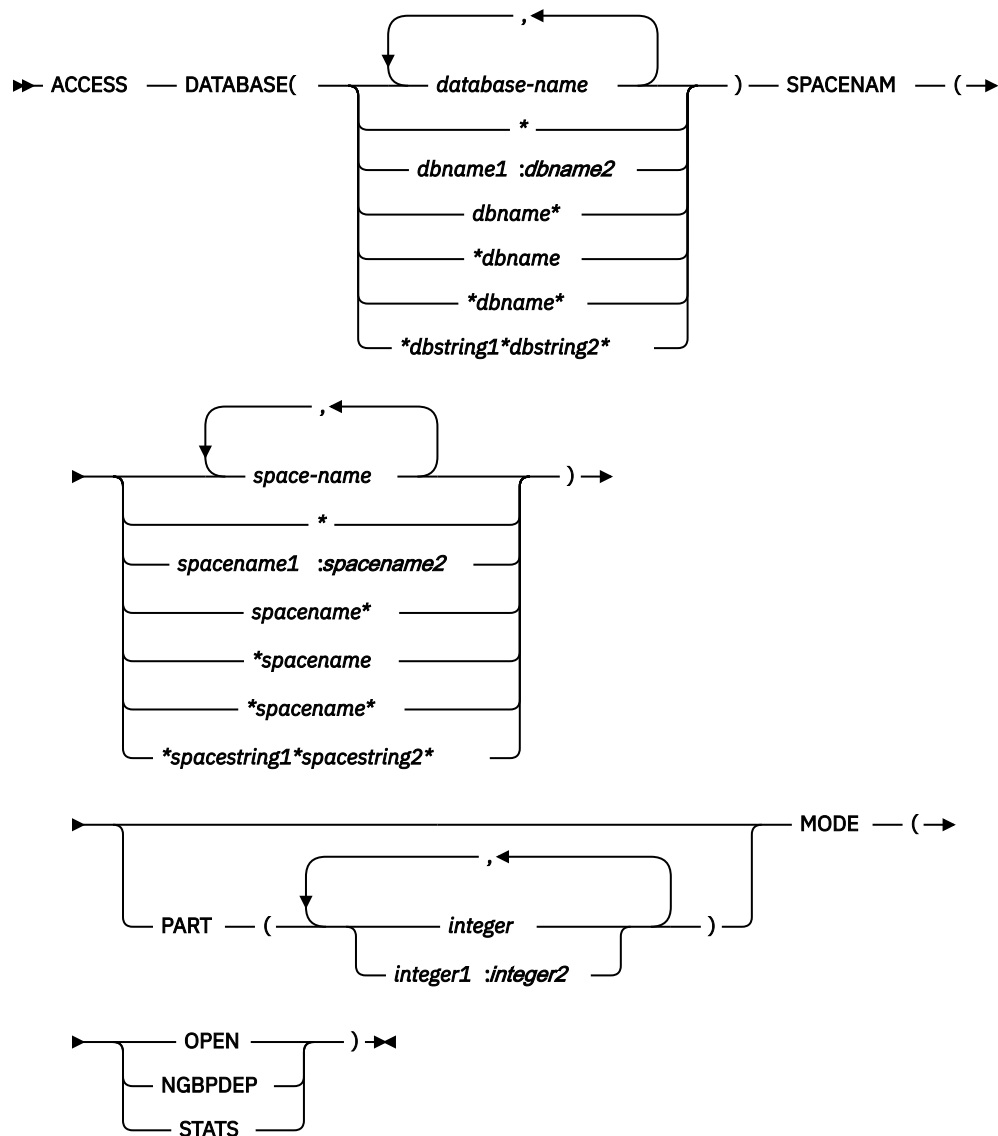 ,
ACCESS DATABASE( database-name ) SPACENAM (
*
dbname1 :dbname2
dbname*
*dbname
*dbname*
*dbstring1*dbstring2*
,
space-name )
*
spacename1 :spacename2
spacename*
*spacename
*spacename*
*spacestring1*spacestring2*
MODE (
,
PART ( integer )
integer1 :integer2
OPEN )
NGBPDEP
STATS